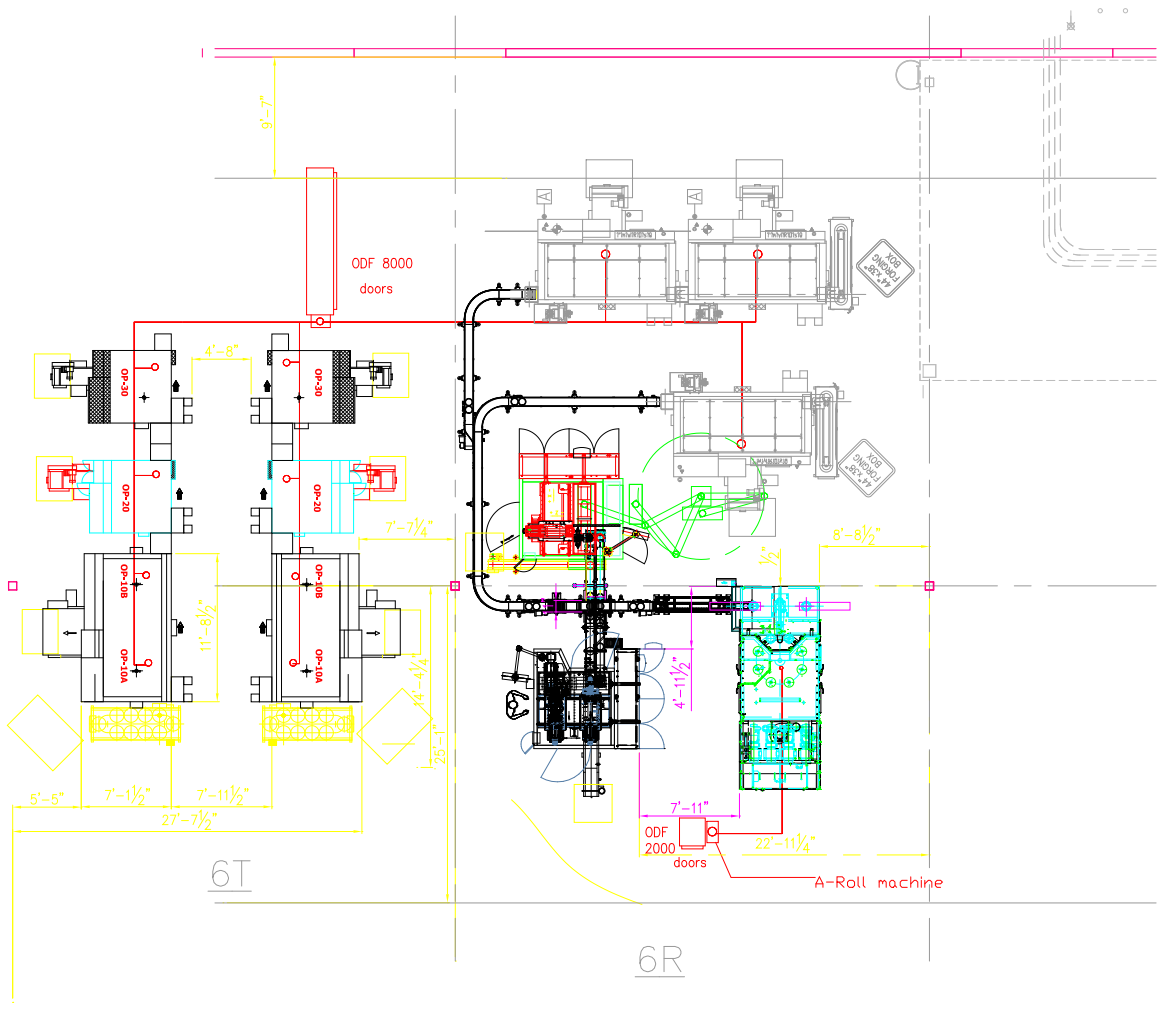 9'-7"
A
A
ODF 8000
doors
44"x38"
FORGING
BOX
4'-8"
OP-30
OP-30
44"x38"
FORGING
BOX
OP-20
OP-20
7'-7¼"
8'-8½"
½"
OP-10B
OP-10B
11'-8½"
OP-10A
OP-10A
4'-11½"
25'-1"
5'-5"
7'-1½"
7'-11½"
27'-7½"
7'-11"
ODF
2000
doors
22'-11¼"
A-Roll machine
6T
6R